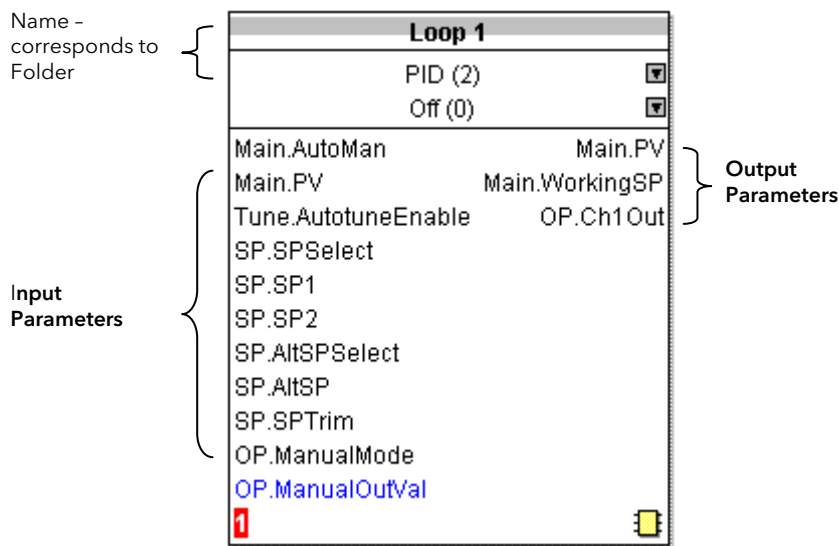 Name –
corresponds to
Folder
Loop 1
PID (2)
Off (0)
Main.AutoMan Main.PV
Main.PV Main.WorkingSP
Tune.AutotuneEnable OP.Ch1Out
SP.SPSelect
SP.SP1
SP.SP2
SP.AltSPSelect
SP.AltSP
SP.SPTrim
OP.ManualMode
OP.ManualOutVal
1
Input
Parameters
Output
Parameters